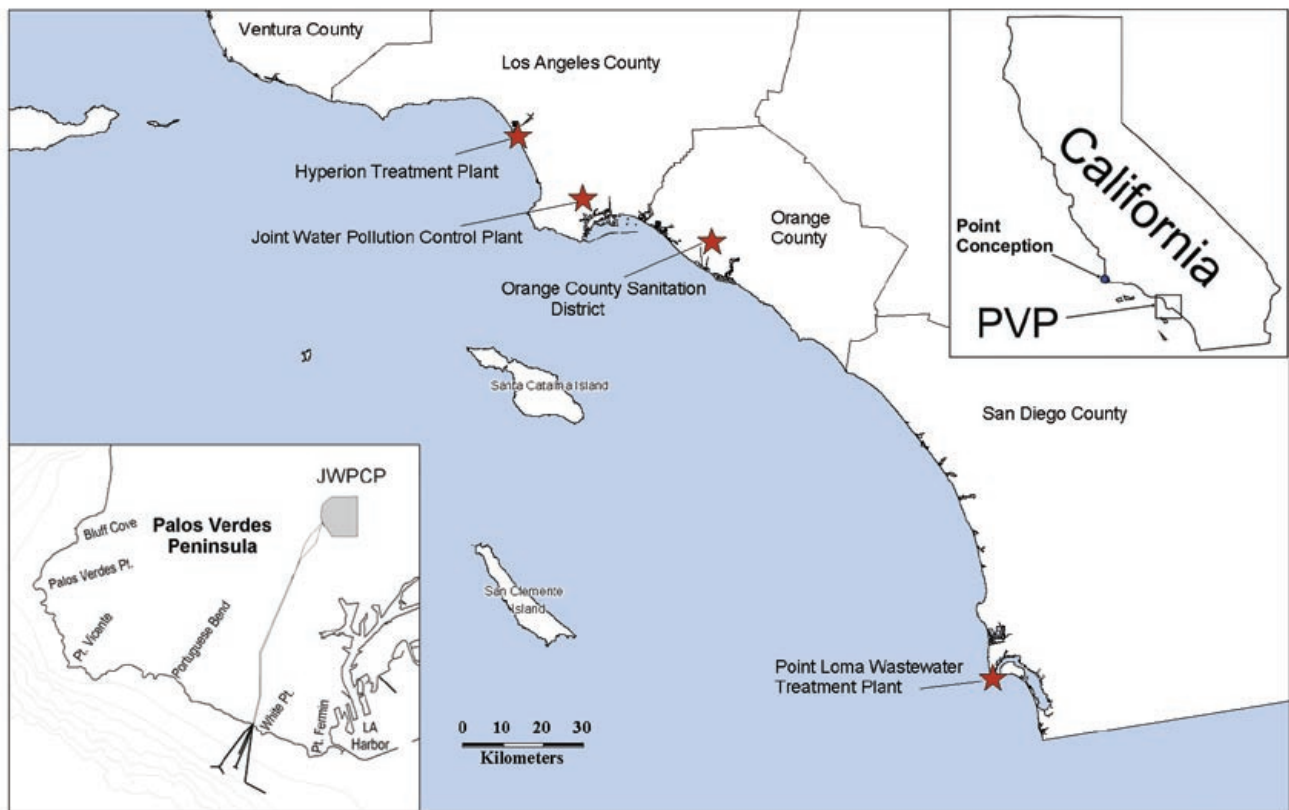 Ventura County
Los Angeles County
Hyperion Treatment Plant
Joint Water Pollution Control Plant
Orange
County
Orange County Sanitation
District
Santa Catalina Island
San Diego County
San Clemente
Island
Point Loma Wastewater
Treatment Plant
0 10 20 30
Kilometers
California
Point
Conception
PVP
JWPCP
Palos Verdes
Peninsula
Bluff Cove
Palos Verdes Pt.
Pt. Vicente
Portuguese Bend
White Pt.
Pt. Fermin
LA
Harbor